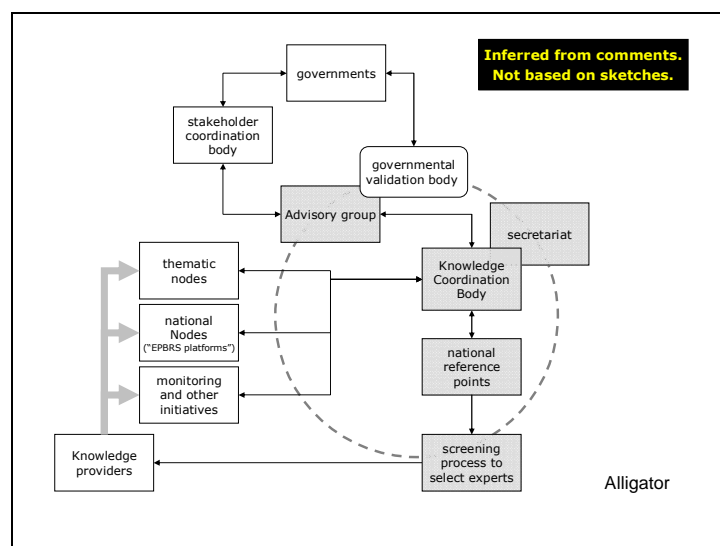 Inferred from comments.
Not based on sketches.
governments
stakeholder
coordination
body
governmental
validation body
Advisory group
secretariat
thematic
nodes
Knowledge
Coordination
Body
national
Nodes
("EPBRS platforms")
national
reference
points
monitoring
and other
initiatives
Knowledge
providers
screening
process to
select experts
Alligator